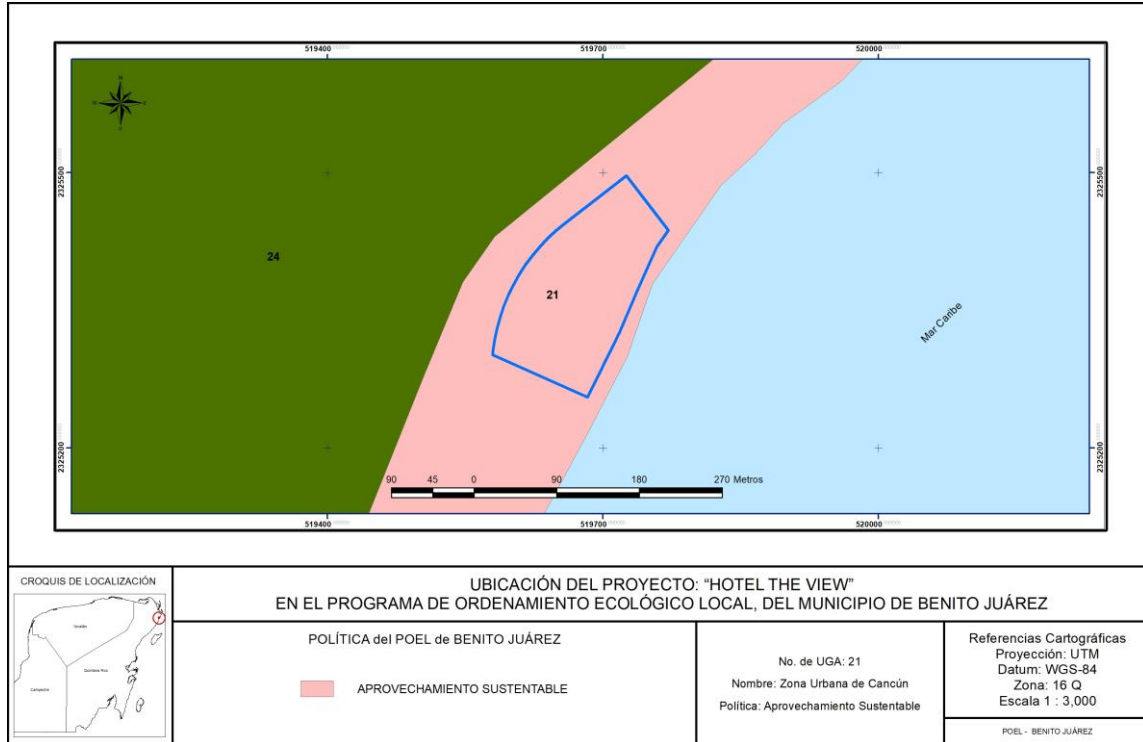 519400 519700 520000
N
2325500
2325500
24
21
Mar Caribe
2325200
2325200
90 45 0 90 180 270 Metros
519400 519700 520000
CROQUIS DE LOCALIZACIÓN
Yucatán
Quintana Roo
Campeche
UBICACIÓN DEL PROYECTO: “HOTEL THE VIEW”
EN EL PROGRAMA DE ORDENAMIENTO ECOLÓGICO LOCAL, DEL MUNICIPIO DE BENITO JUÁREZ
POLÍTICA del POEL de BENITO JUÁREZ
APROVECHAMIENTO SUSTENTABLE
No. de UGA: 21
Nombre: Zona Urbana de Cancún
Política: Aprovechamiento Sustentable
Referencias Cartográficas
Proyección: UTM
Datum: WGS-84
Zona: 16 Q
Escala 1 : 3,000
POEL - BENITO JUÁREZ